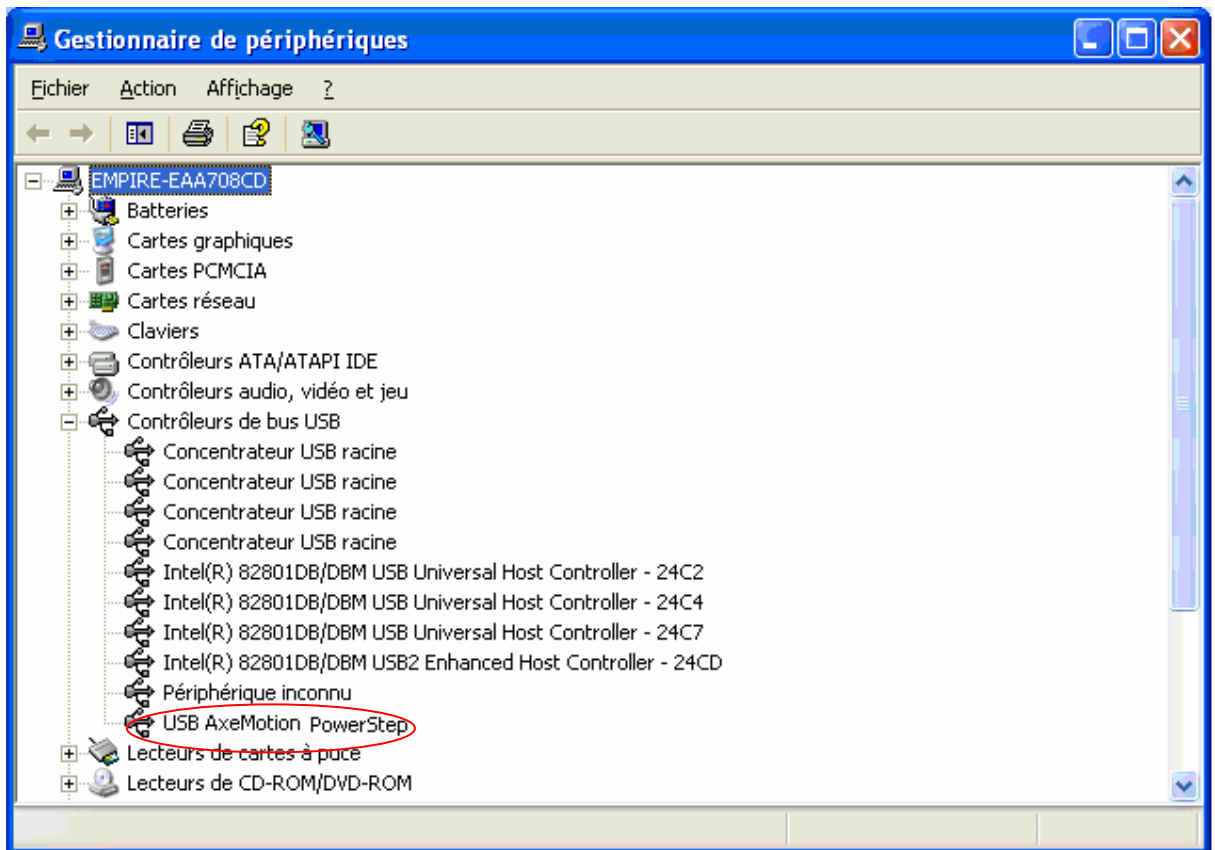 Gestionnaire de périphériques
Fichier Action Affichage ?
EMPIRE-EAA708CD
Batteries
Cartes graphiques
Cartes PCMCIA
Cartes réseau
Claviers
Contrôleurs ATA/ATAPI IDE
Contrôleurs audio, vidéo et jeu
Contrôleurs de bus USB
Concentrateur USB racine
Concentrateur USB racine
Concentrateur USB racine
Concentrateur USB racine
Intel(R) 82801DB/DBM USB Universal Host Controller - 24C2
Intel(R) 82801DB/DBM USB Universal Host Controller - 24C4
Intel(R) 82801DB/DBM USB Universal Host Controller - 24C7
Intel(R) 82801DB/DBM USB2 Enhanced Host Controller - 24CD
Périphérique inconnu
USB AxeMotion PowerStep
Lecteurs de cartes à puce
Lecteurs de CD-ROM/DVD-ROM